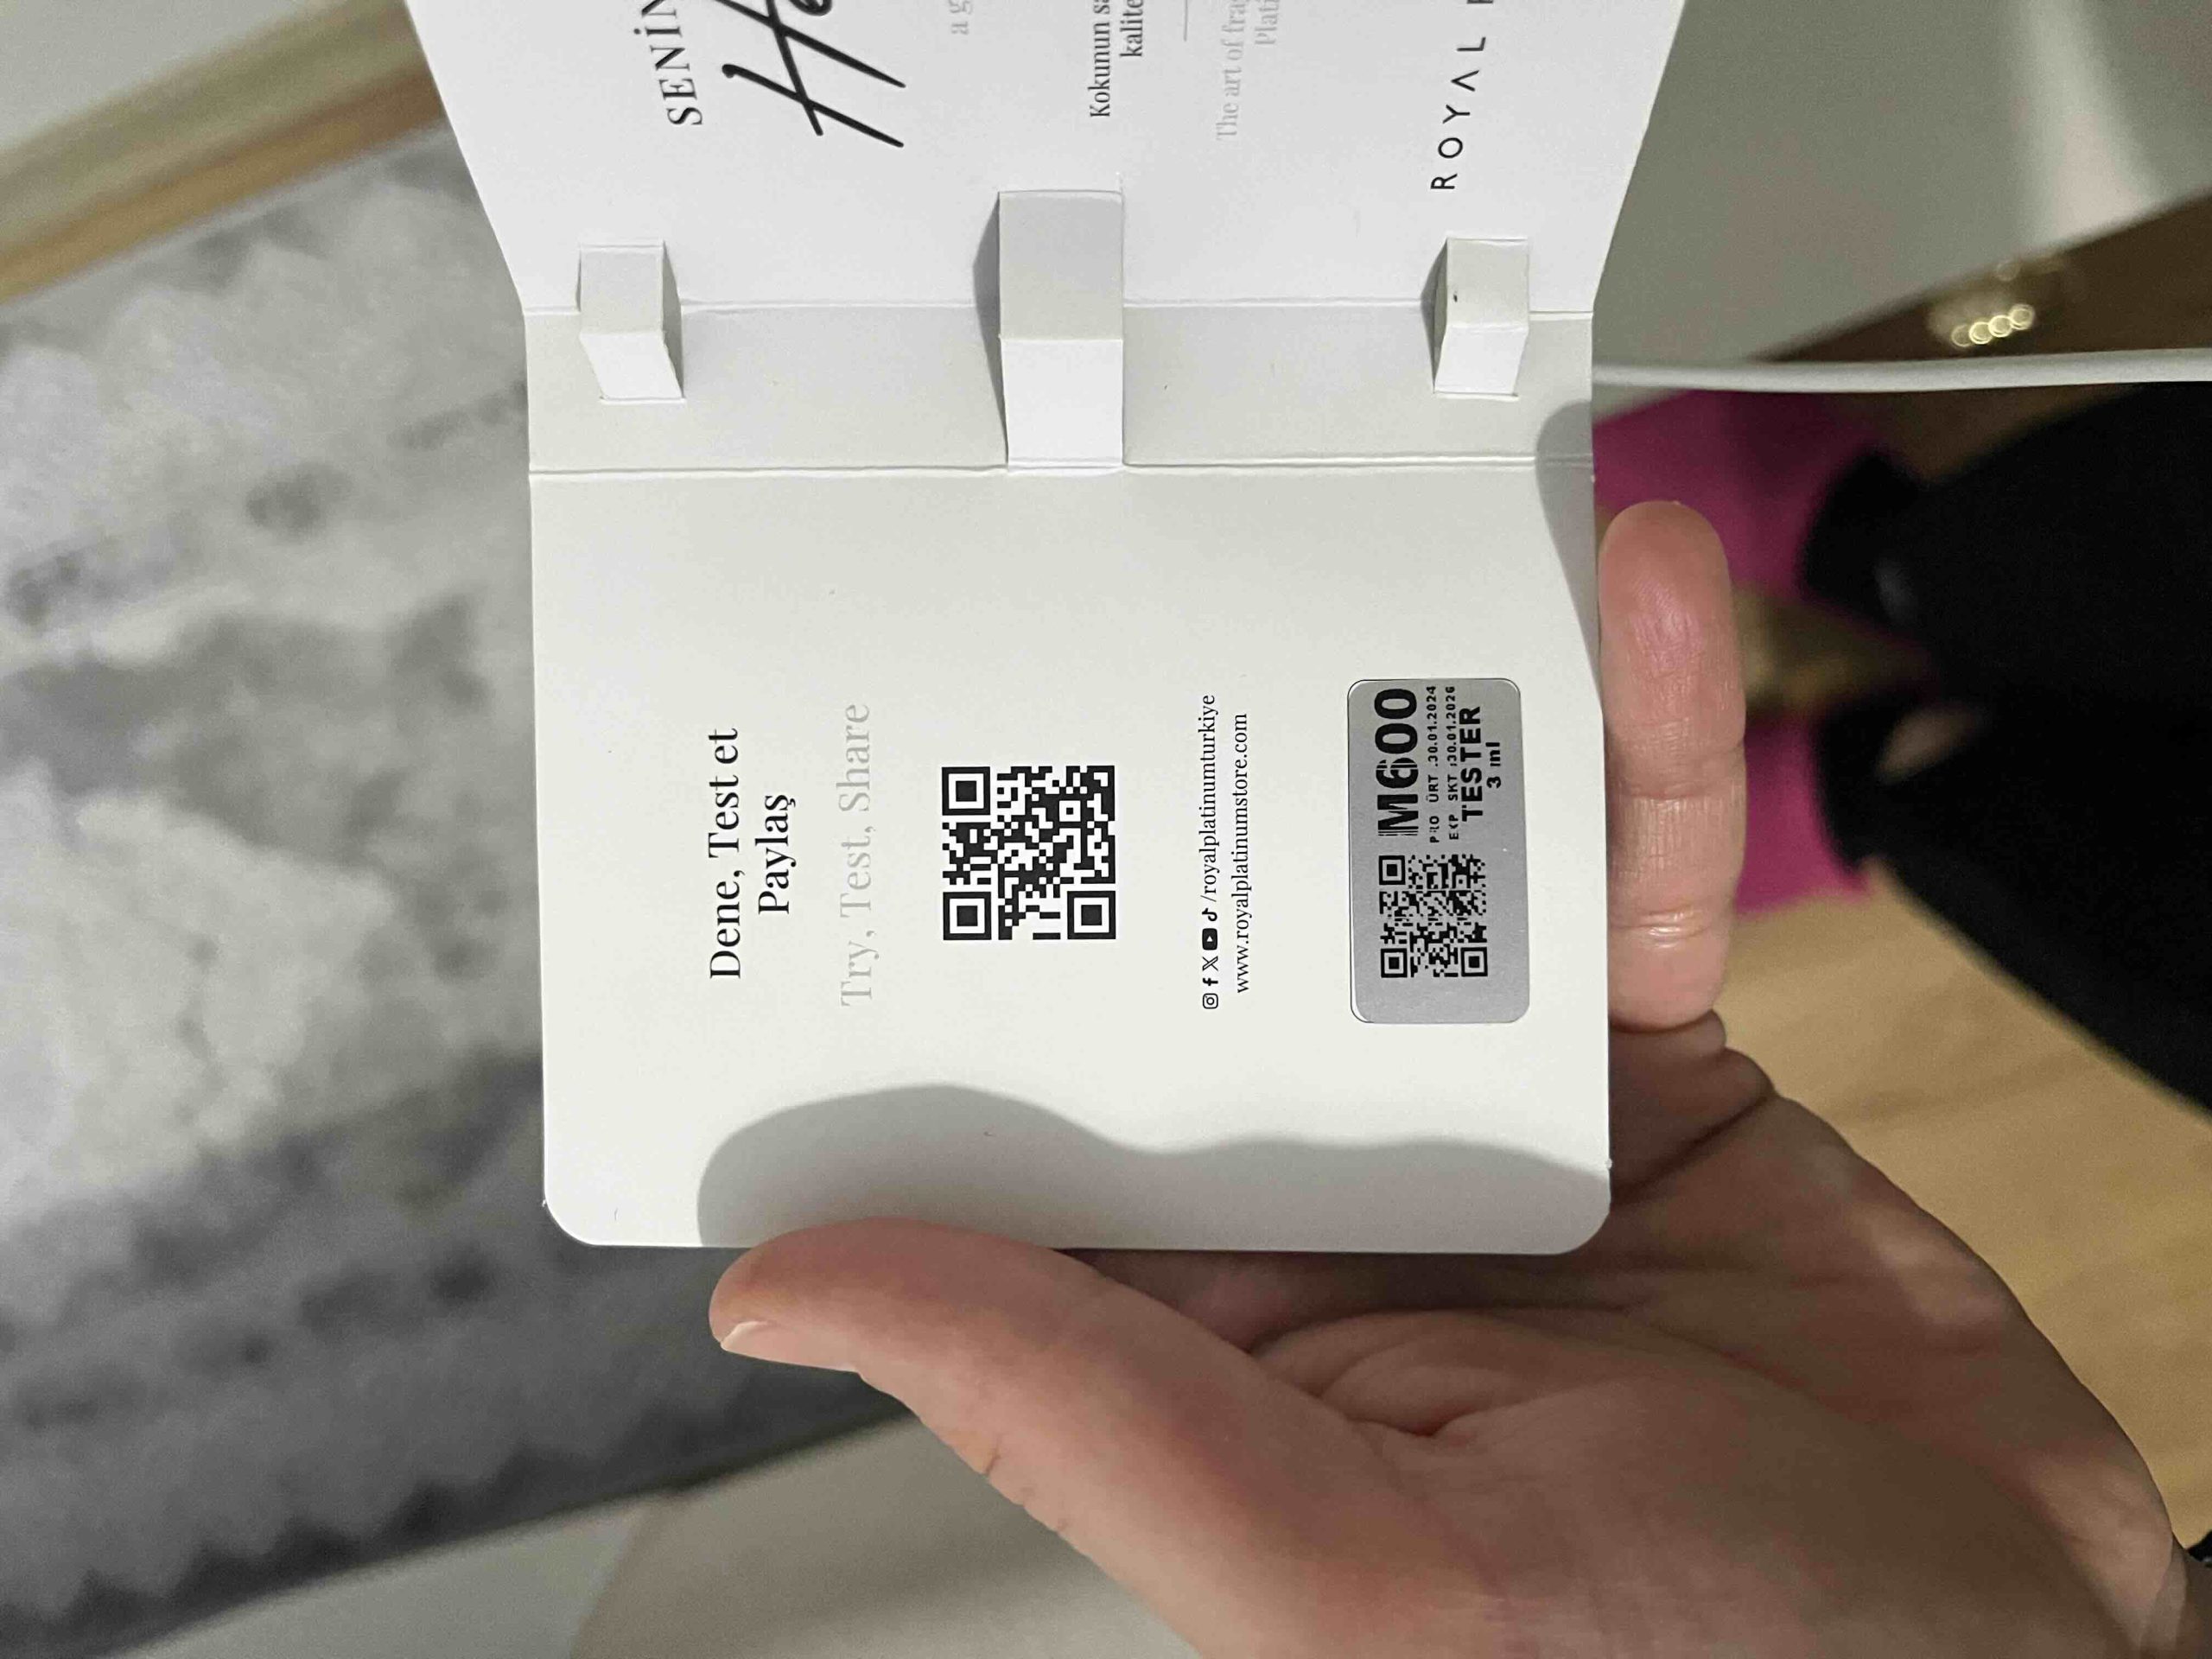 SENİN
a g
Kokunun
kalite
The art of
ROYAL
Dene, Test et
Paylaş
Try, Test, Share
/royalplatinumturkiye
www.royalplatinumstore.com
M600
PRO ÜRT :30.01.2024
EXP SKT :30.01.2026
TESTER
3 ml